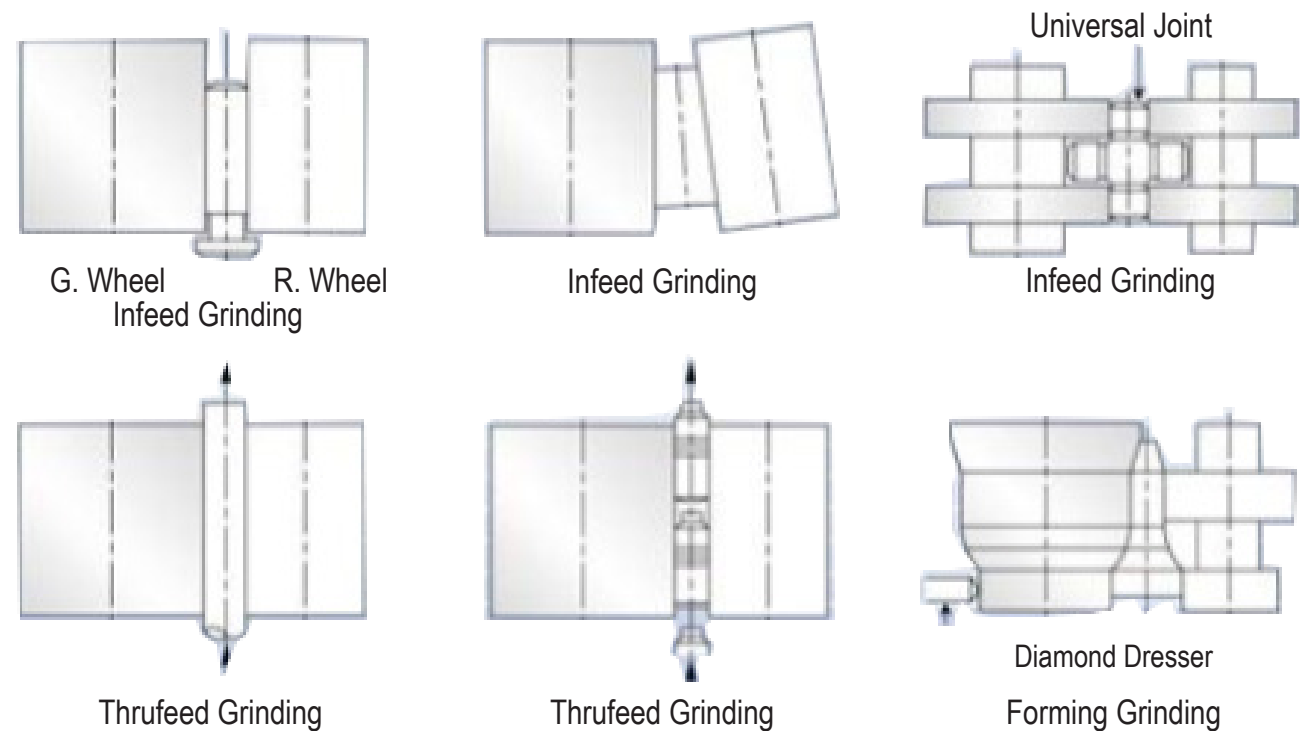 Universal Joint
G. Wheel
R. Wheel
Infeed Grinding
Infeed Grinding
Infeed Grinding
Thrufeed Grinding
Thrufeed Grinding
Diamond Dresser
Forming Grinding